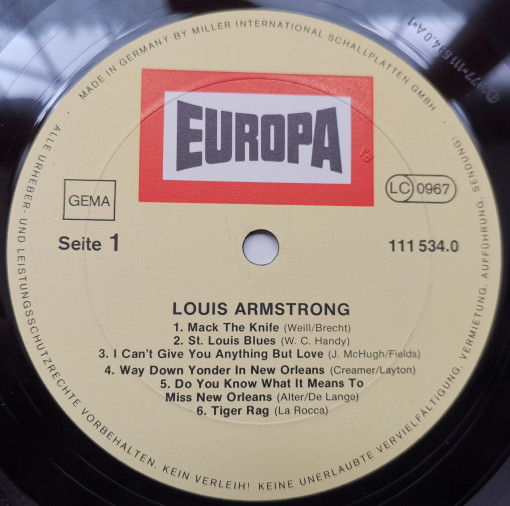 MADE IN GERMANY BY MILLER INTERNATIONAL SCHALLPLATTEN GMBH ·
EUROPA
GEMA
LC 0967
Seite 1
111 534.0
LOUIS ARMSTRONG
1. Mack The Knife (Weill/Brecht)
2. St. Louis Blues (W. C. Handy)
3. I Can't Give You Anything But Love (J. McHugh/Fields)
4. Way Down Yonder In New Orleans (Creamer/Layton)
5. Do You Know What It Means To
Miss New Orleans (Alter/De Lange)
6. Tiger Rag (La Rocca)
ALLE URHEBER- UND LEISTUNGSSCHUTZRECHTE VORBEHALTEN. KEIN VERLEIH! KEINE UNERLAUBTE VERVIELFÄLTIGUNG, VERMIETUNG, AUFFÜHRUNG, SENDUNG!